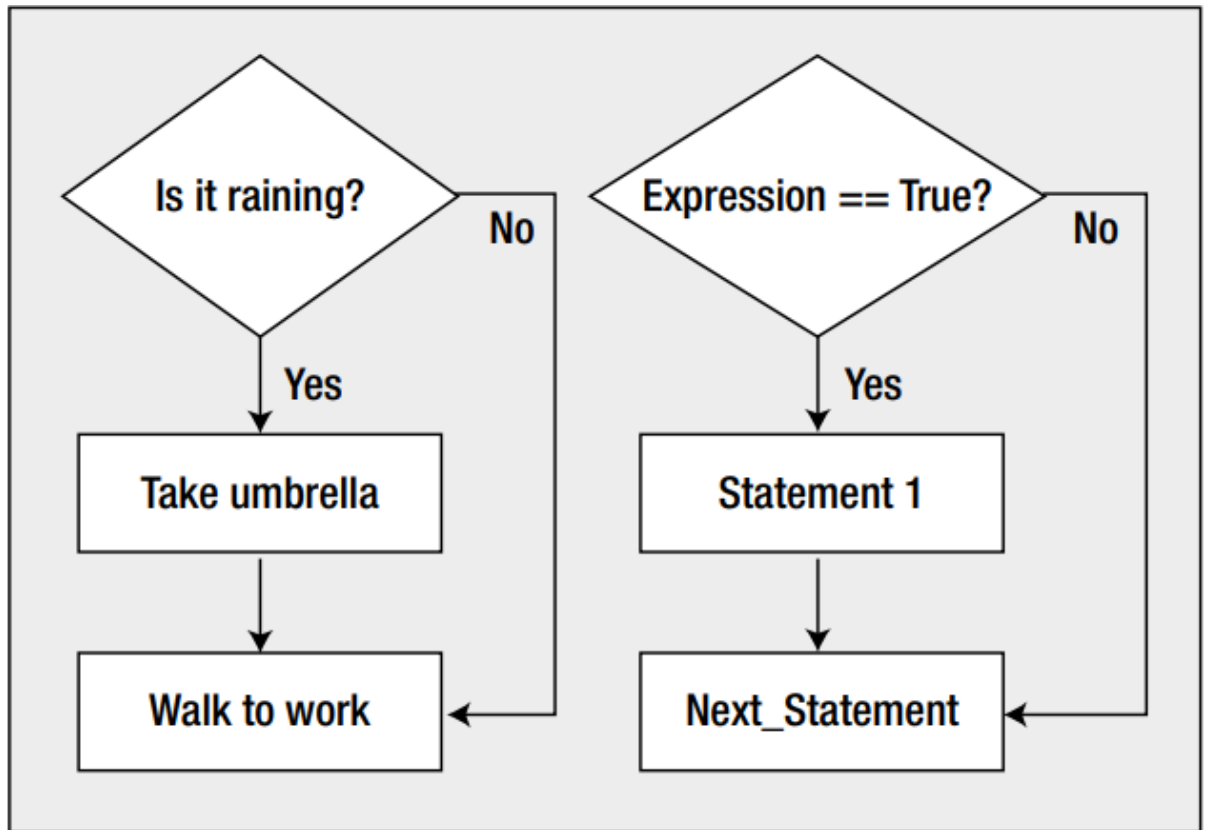 Is it raining?
No
Yes
Take umbrella
Walk to work
Expression == True?
No
Yes
Statement 1
Next_Statement